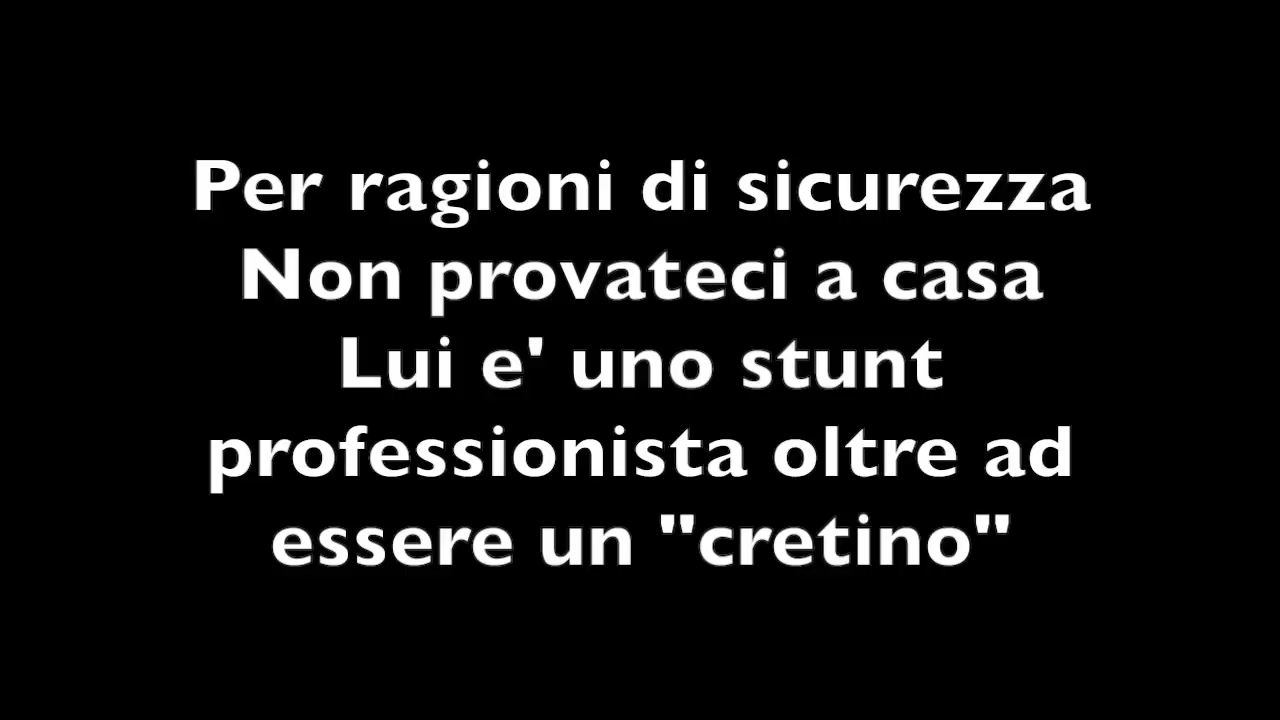 Per ragioni di sicurezza
Non provateci a casa
Lui e' uno stunt
professionista oltre ad
essere un "cretino"